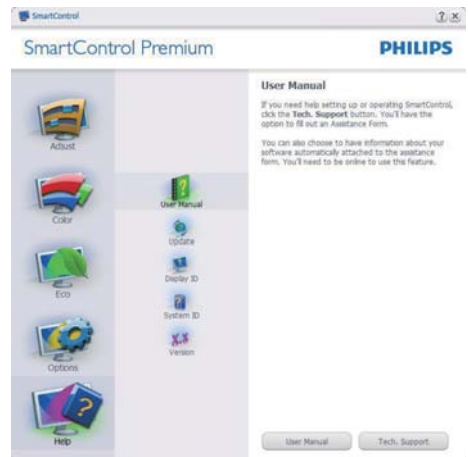 SmartControl
? x
SmartControl Premium
PHILIPS
Adjust
Color
Eco
Options
Help
User Manual
Update
Display ID
System ID
X.X
Version
User Manual
If you need help setting up or operating SmartControl,
click the Tech. Support button. You'll have the
option to fill out an Assistance Form.
You can also choose to have information about your
software automatically attached to the assistance
form. You'll need to be online to use this feature.
User Manual
Tech. Support